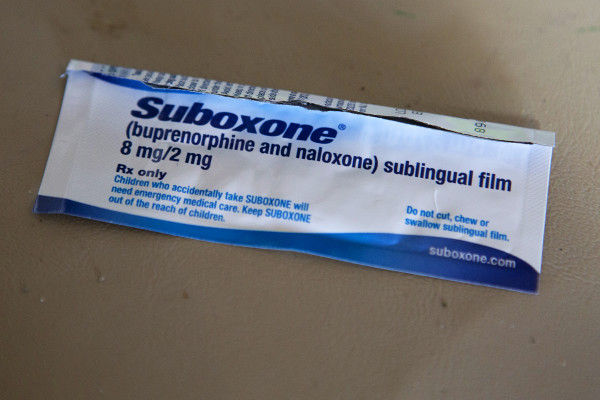 Suboxone®
(buprenorphine and naloxone) sublingual film
8 mg/2 mg
Rx only
Children who accidentally take SUBOXONE will
need emergency medical care. Keep SUBOXONE
out of the reach of children.
Do not cut, chew or
swallow sublingual film.
suboxone.com